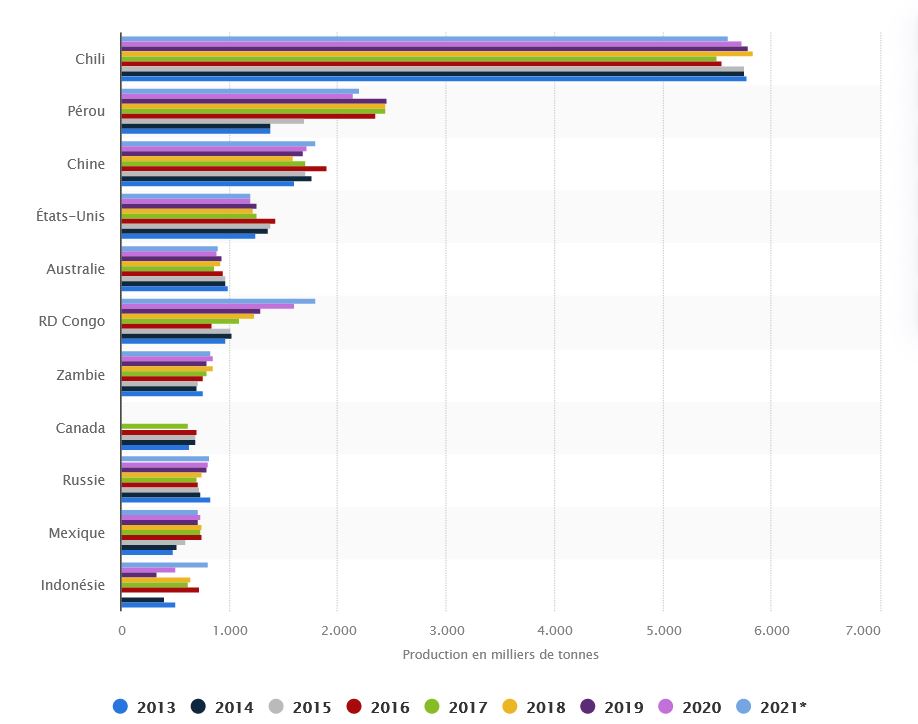 Chili
Pérou
Chine
États-Unis
Australie
RD Congo
Zambie
Canada
Russie
Mexique
Indonésie
0 1.000 2.000 3.000 4.000 5.000 6.000 7.000
Production en milliers de tonnes
2013 2014 2015 2016 2017 2018 2019 2020 2021*